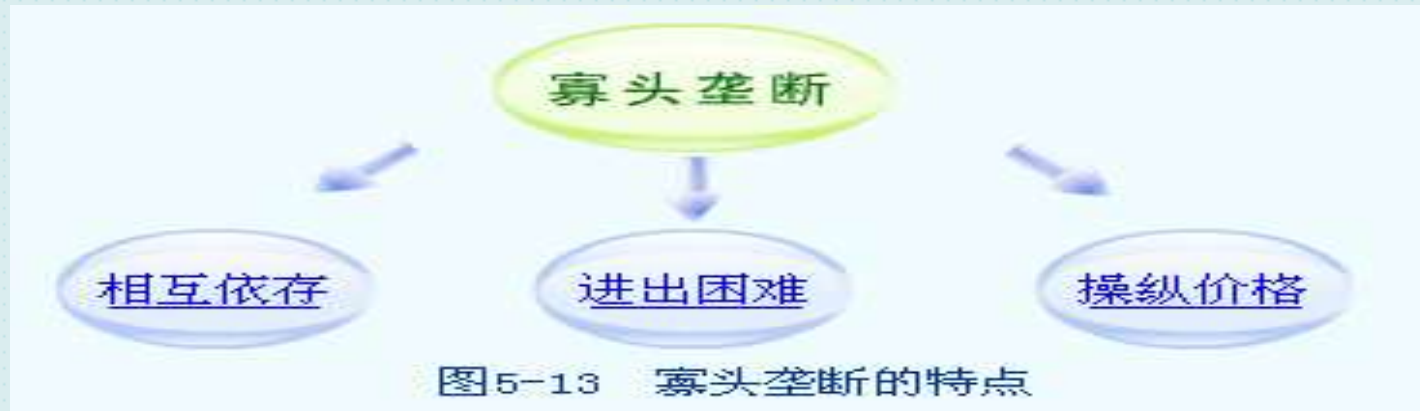 寡头垄断
相互依存
进出困难
操纵价格
图5-13 寡头垄断的特点